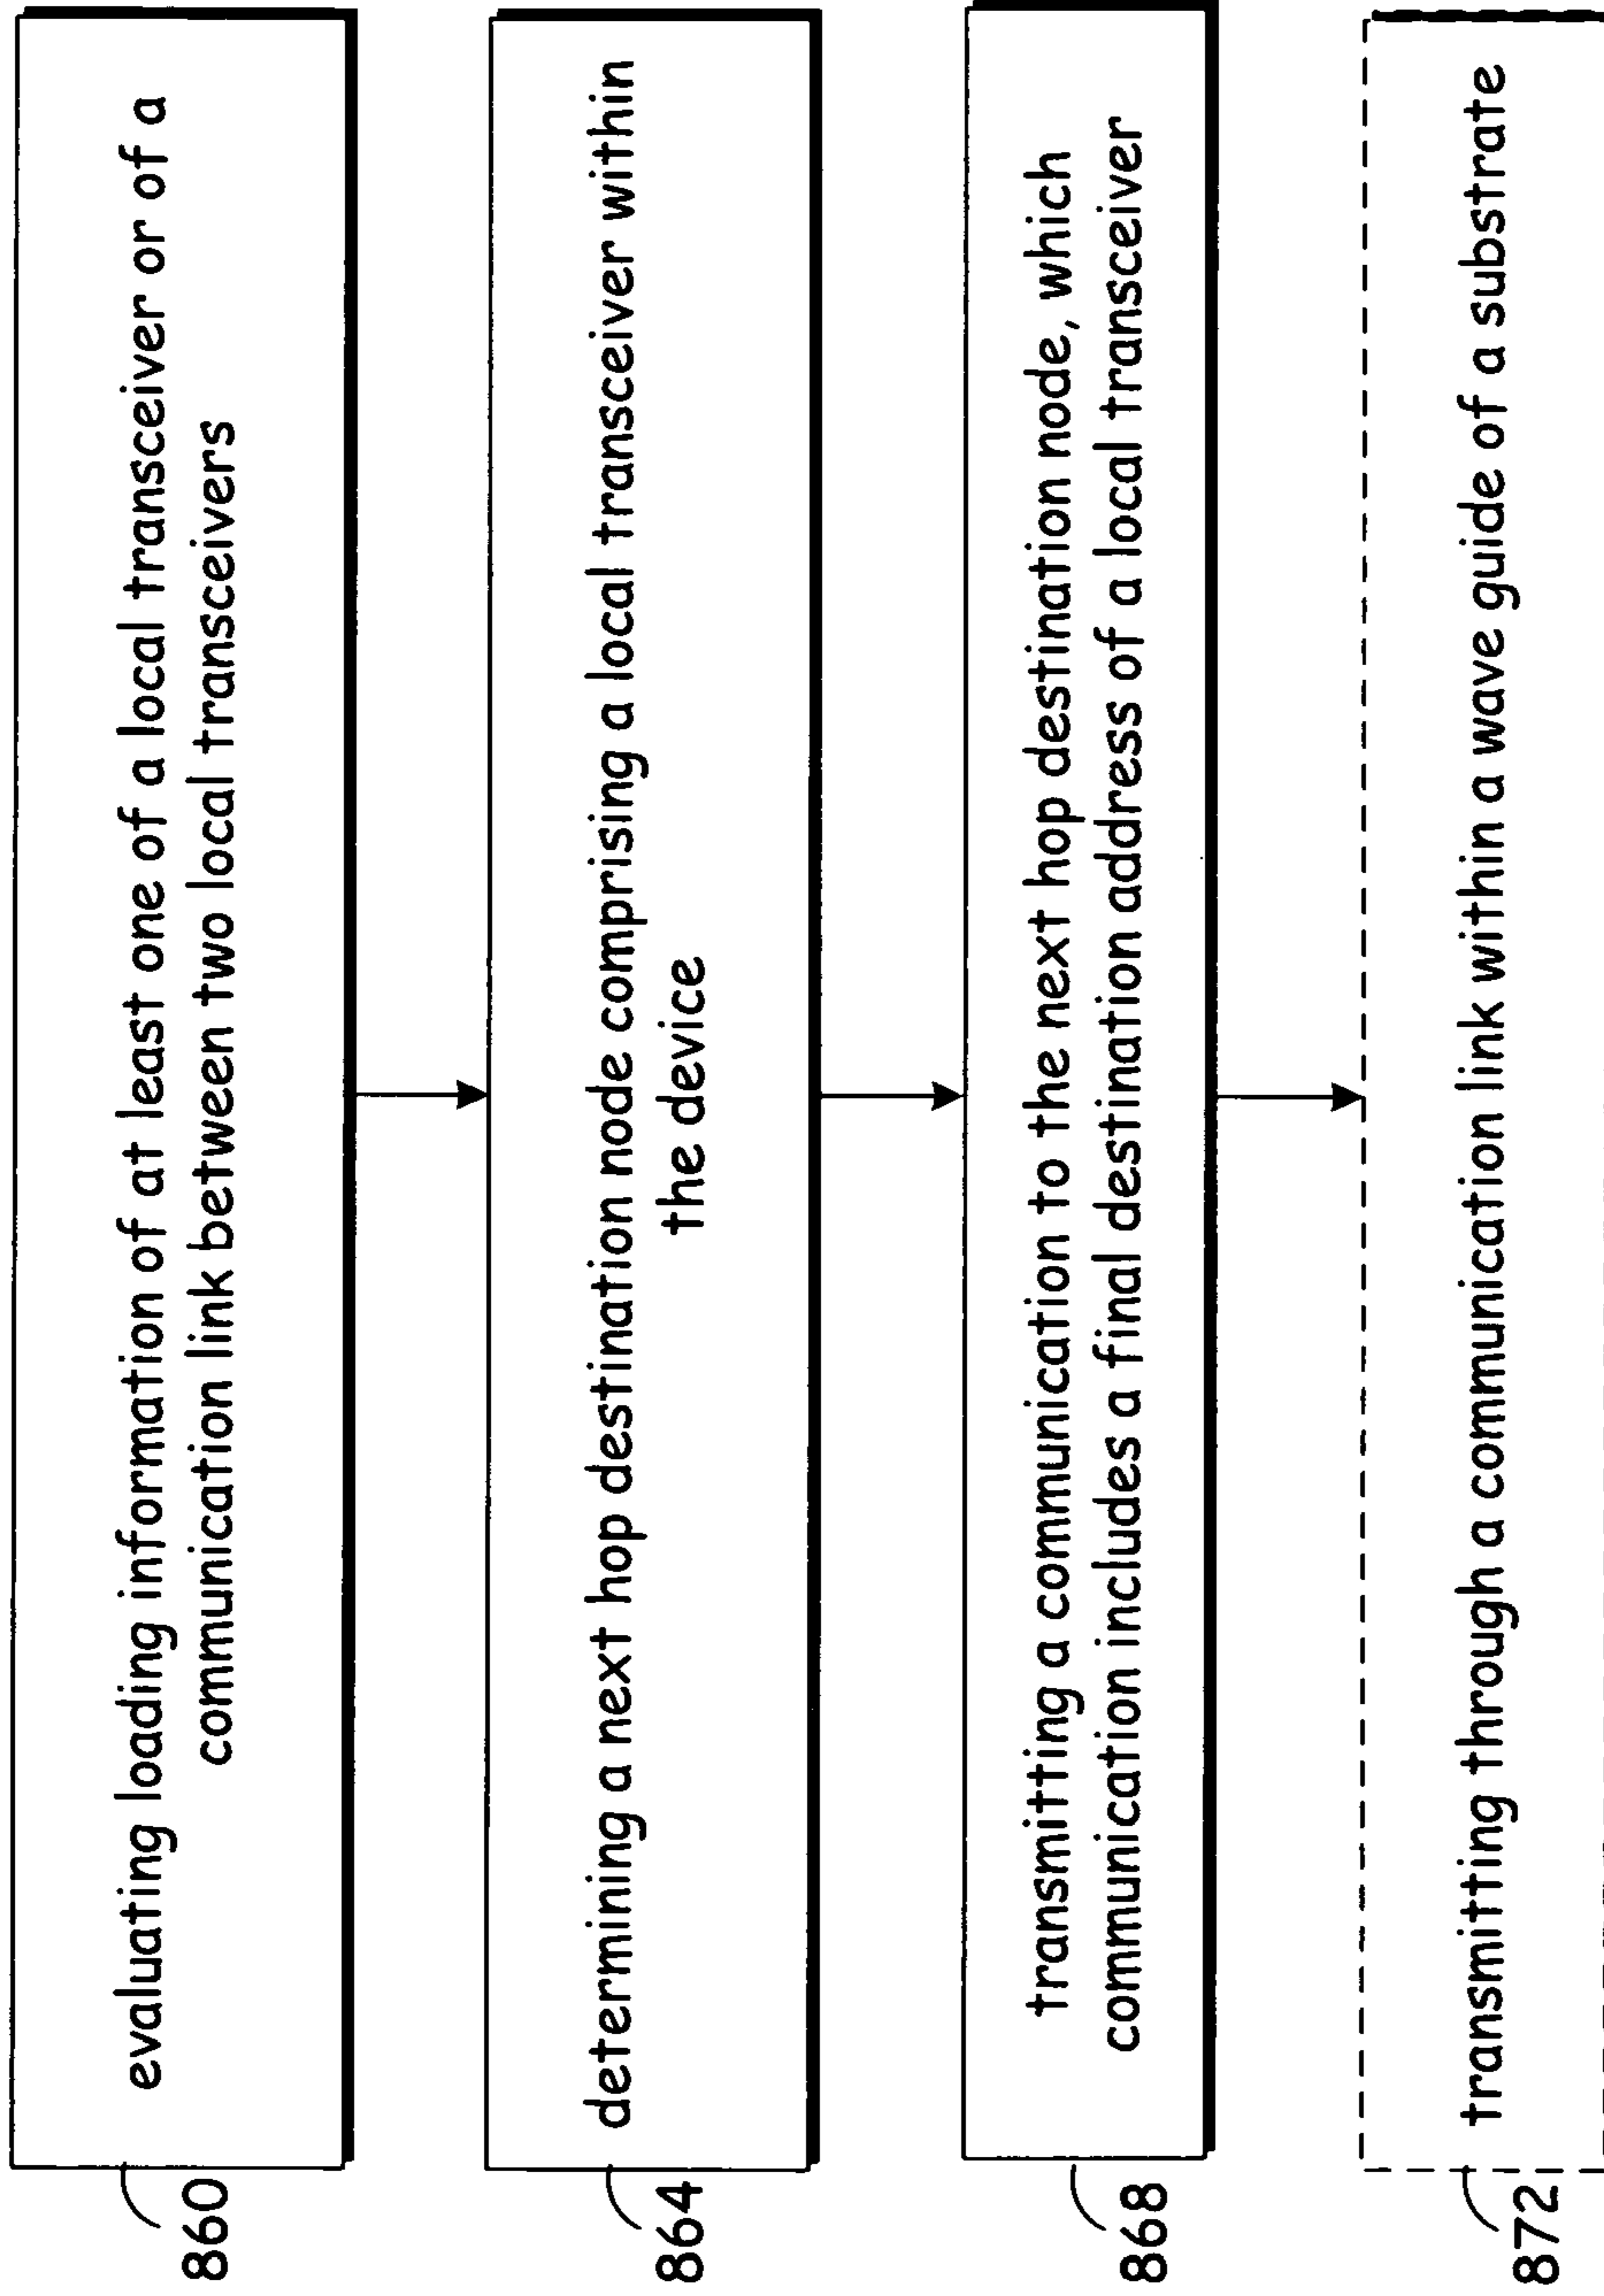 evaluating loading information of at least one of a local transceiver or of a
communication link between two local transceivers
860
determining a next hop destination node comprising a local transceiver within
the device
864
transmitting a communication to the next hop destination node, which
communication includes a final destination address of a local transceiver
868
transmitting through a communication link within a wave guide of a substrate
872